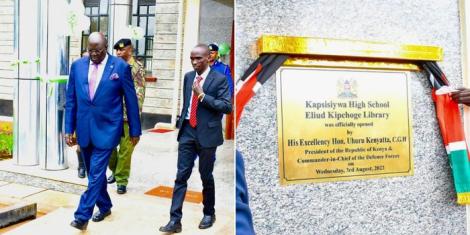 Kapsisiywa High School
Eliud Kipchoge Library
was officially opened
by
His Excellency Hon. Uhuru Kenyatta, C.G.H
President of the Republic of Kenya &
Commander-in-Chief of the Defence Forces
on
Wednesday, 3rd August, 2022